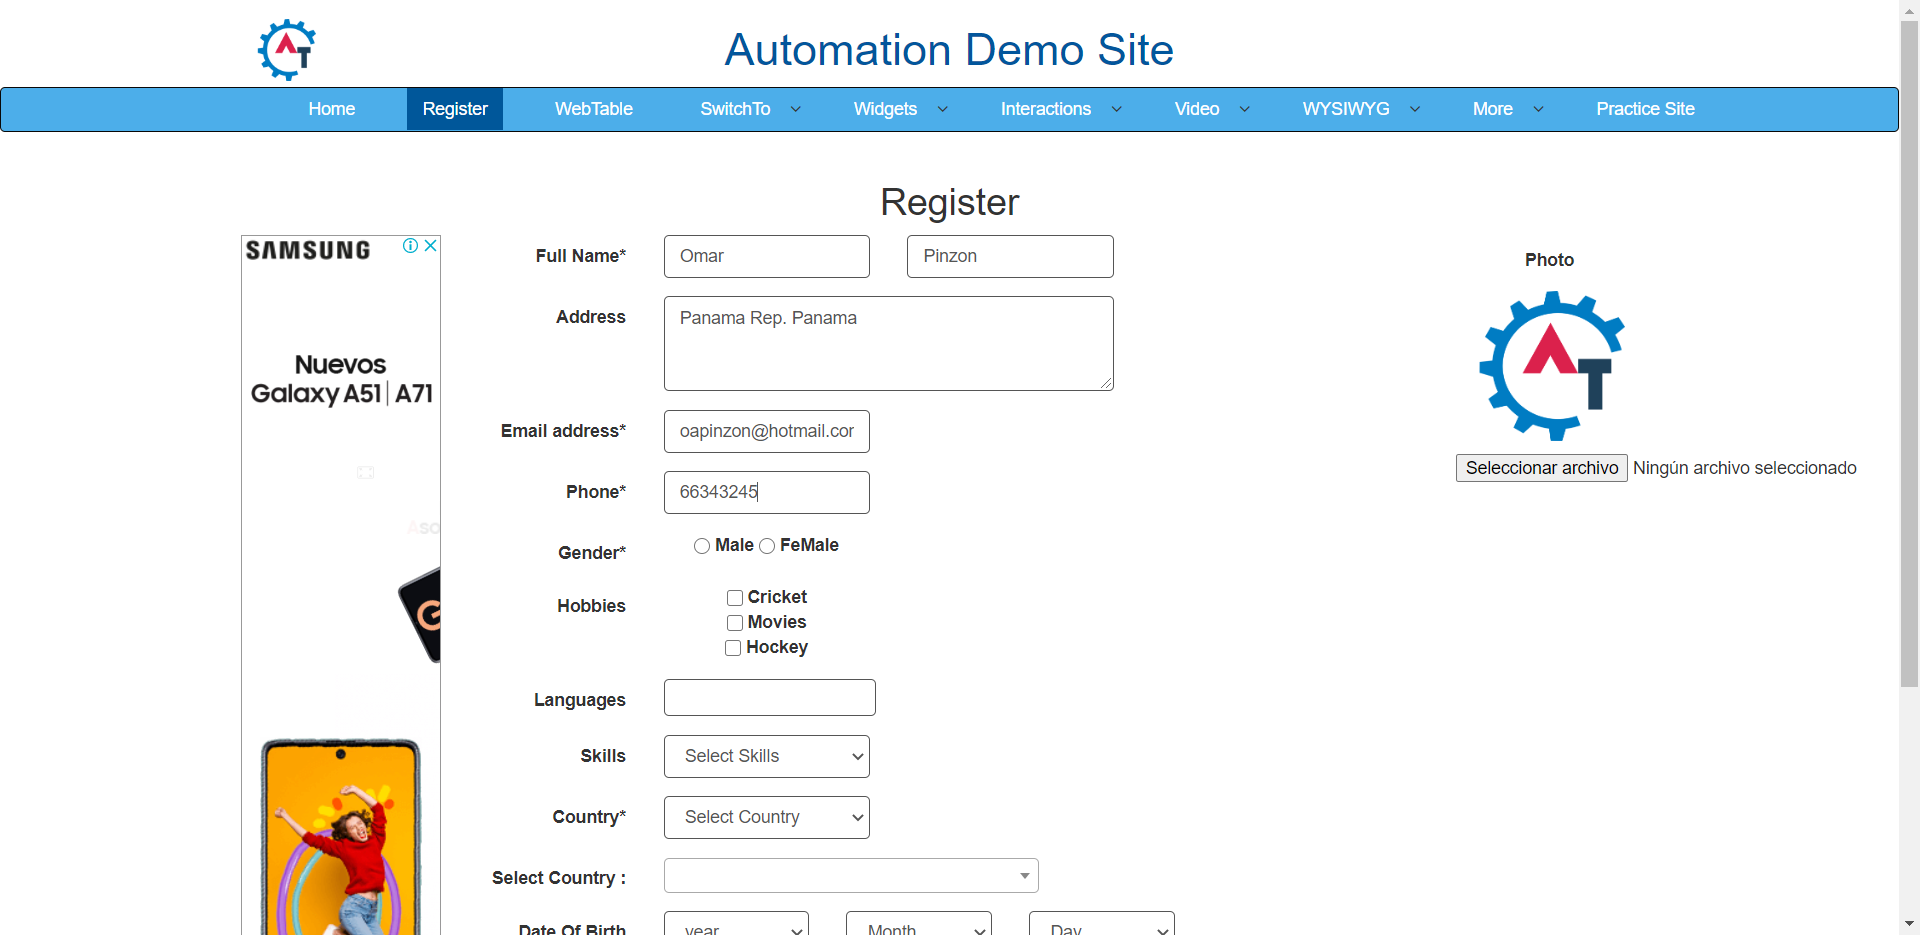 AT
Automation Demo Site
Home Register WebTable SwitchTo Widgets Interactions Video WYSIWYG More Practice Site
Register
SAMSUNG
Nuevos
Galaxy A51 | A71
Aso
Full Name* Omar Pinzon
Address Panama Rep. Panama
Email address* oapinzon@hotmail.cor
Phone* 66343245
Gender* Male FeMale
Hobbies Cricket
Movies
Hockey
Languages
Skills Select Skills
Country* Select Country
Select Country :
Date Of Birth year Month Day
Photo
AT
Seleccionar archivo Ningún archivo seleccionado